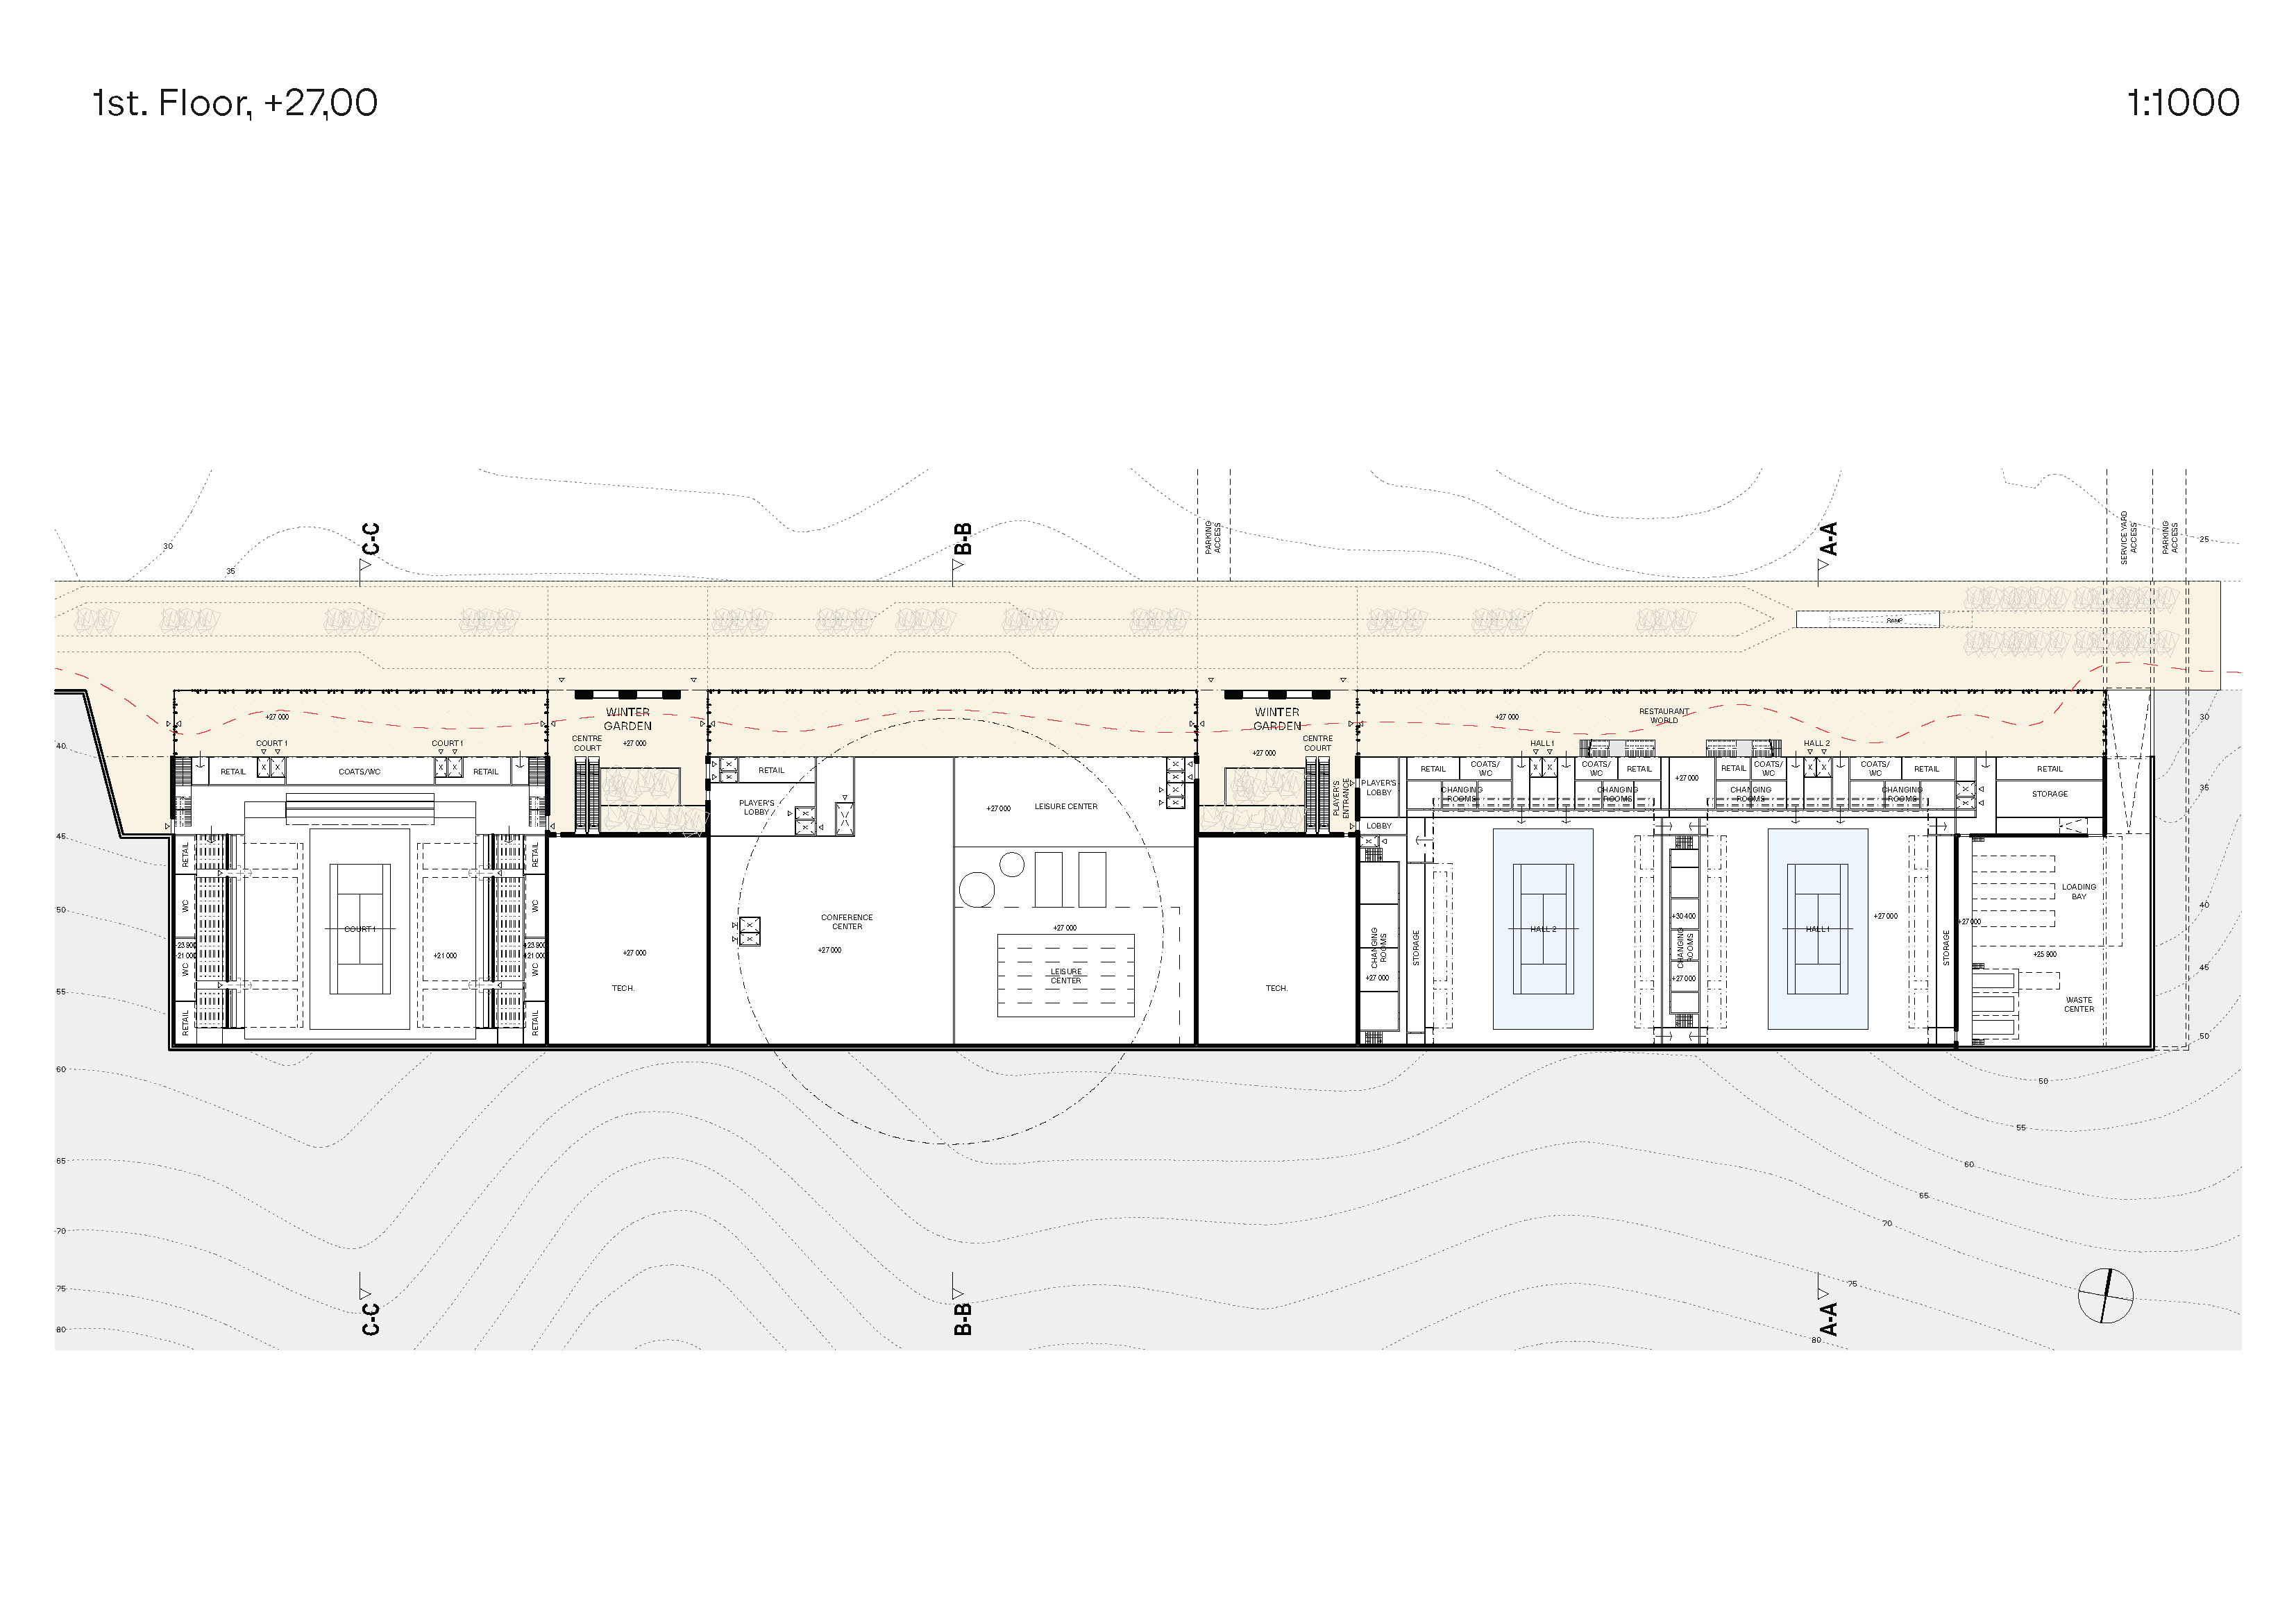 1st. Floor, +27,00
1:1000
C-C
B-B
A-A
PARKING
ACCESS
SERVICE YARD
ACCESS
PARKING
ACCESS
30
35
25
RAMP
WINTER
GARDEN
WINTER
GARDEN
RESTAURANT
WORLD
+27 000
+27 000
30
40
COURT 1
COURT 1
CENTRE
COURT
+27 000
CENTRE
COURT
+27 000
HALL 1
HALL 2
RETAIL
COATS/WC
RETAIL
RETAIL
RETAIL
COATS/
WC
COATS/
WC
RETAIL
+27 000
RETAIL
COATS/
WC
COATS/
WC
RETAIL
RETAIL
PLAYER'S
LOBBY
PLAYER'S
ENTRANCE
PLAYER'S
LOBBY
CHANGING
ROOMS
CHANGING
ROOMS
CHANGING
ROOMS
CHANGING
ROOMS
STORAGE
35
+27 000
LEISURE CENTER
LOBBY
45
RETAIL
RETAIL
WC
WC
50
COURT 1
+23 900
+21 000
+21 000
+23 900
+21 000
WC
WC
RETAIL
RETAIL
+27 000
TECH.
CONFERENCE
CENTER
+27 000
+27 000
LEISURE
CENTER
TECH.
CHANGING
ROOMS
+27 000
STORAGE
HALL 2
+30 400
CHANGING
ROOMS
+27 000
HALL 1
+27 000
STORAGE
+27 000
LOADING
BAY
+25 900
WASTE
CENTER
40
45
50
55
60
65
70
75
80
50
55
60
65
70
75
80
C-C
B-B
A-A